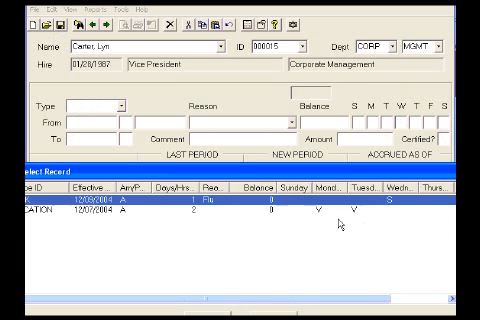 File Edit View Reports Tools Help
Name Carter, Lyn ID 000015 Dept CORP MGMT
Hire 01/26/1987 Vice President Corporate Management
Type Reason Balance S M T W T F S
From
To Comment Amount Certified?
LAST PERIOD NEW PERIOD ACCRUED AS OF
elect Record
ce ID Effective... Am/P... Days/Hrs... Rea... Balance Sunday Mond... Tuesd... Wedn... Thurs...
K 12/09/2004 A 1 Flu 0 S
CATION 12/07/2004 A 2 0 V V